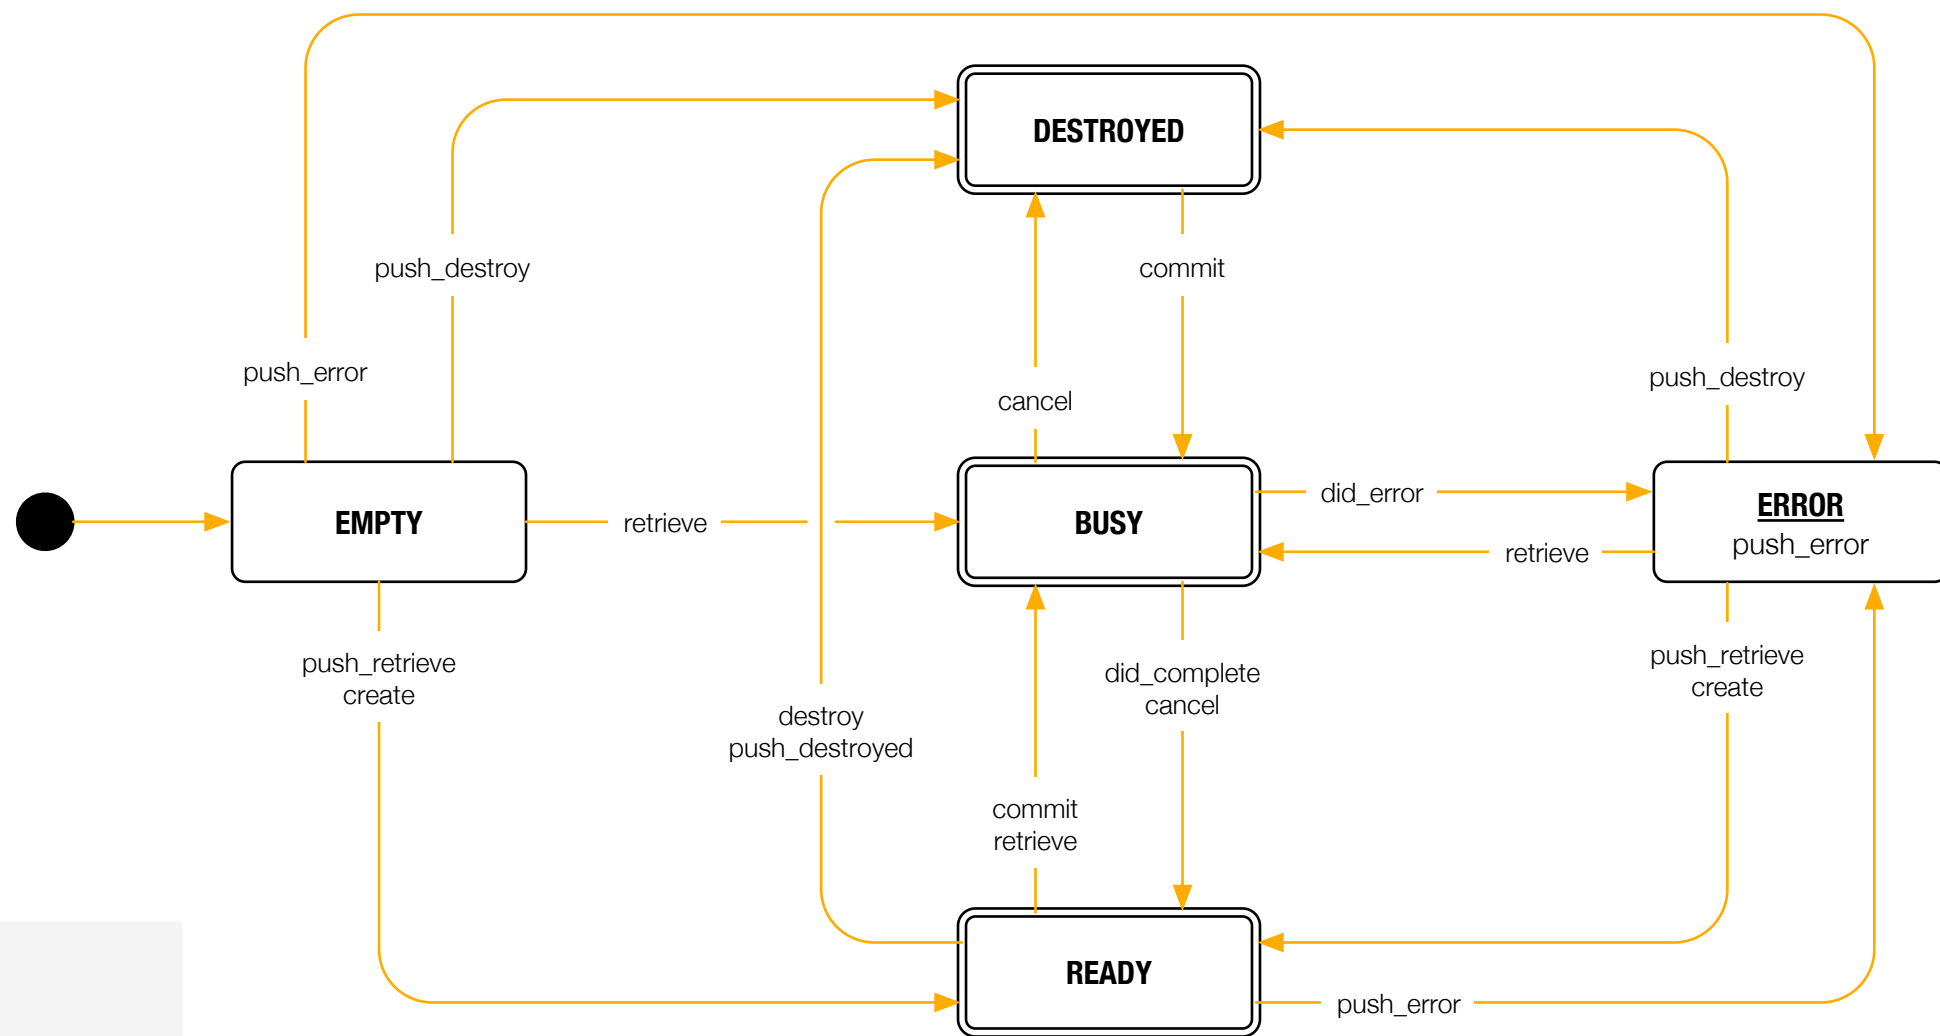 DESTROYED
push_destroy
commit
push_error
push_destroy
cancel
EMPTY
retrieve
BUSY
did_error
retrieve
ERROR
push_error
push_retrieve
create
did_complete
cancel
push_retrieve
create
destroy
push_destroyed
commit
retrieve
READY
push_error